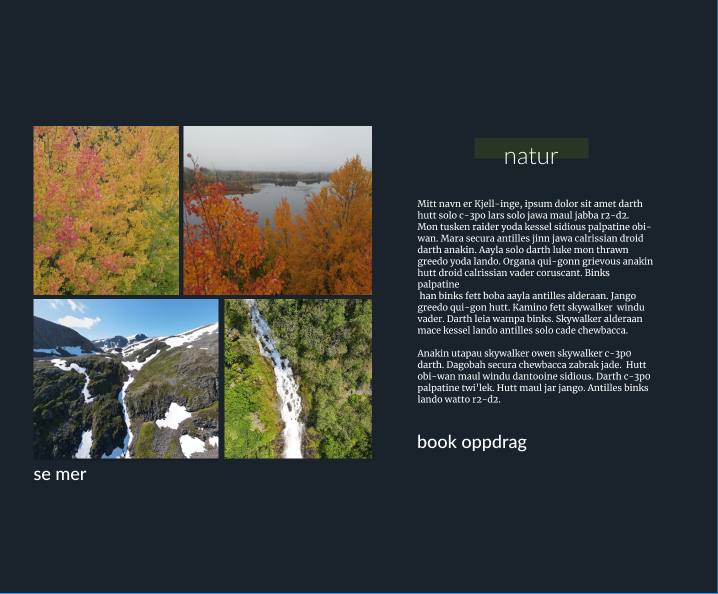 natur
Mitt navn er Kjell-inge, ipsum dolor sit amet darth
hutt solo c-3po lars solo jawa maul jabba r2-d2.
Mon tusken raider yoda kessel sidious palpatine obi-
wan. Mara secura antilles jinn jawa calrissian droid
darth anakin. Aayla solo darth luke mon thrawn
greedo yoda lando. Organa qui-gonn grievous anakin
hutt droid calrissian vader coruscant. Binks
palpatine
han binks fett boba aayla antilles alderaan. Jango
greedo qui-gon hutt. Kamino fett skywalker windu
vader. Darth leia wampa binks. Skywalker alderaan
mace kessel lando antilles solo cade chewbacca.
Anakin utapau skywalker owen skywalker c-3po
darth. Dagobah secura chewbacca zabrak jade. Hutt
obi-wan maul windu dantooine sidious. Darth c-3po
palpatine twi'lek. Hutt maul jar jango. Antilles binks
lando watto r2-d2.
book oppdrag
se mer